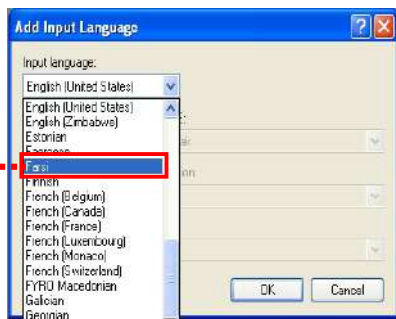 Add Input Language
Input language:
English (United States)
English (United States)
English (Zimbabwe)
Estonian
Faeroese
Farsi
Finnish
French (Belgium)
French (Canada)
French (France)
French (Luxembourg)
French (Monaco)
French (Switzerland)
FYRO Macedonian
Galician
Georgian
OK
Cancel